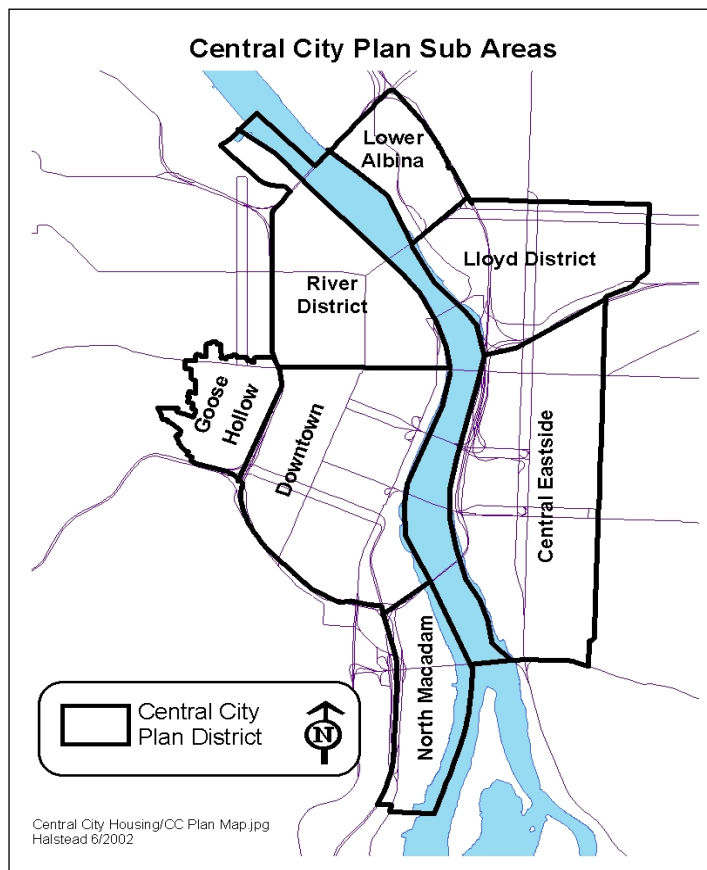 Central City Plan Sub Areas
Lower
Albina
Lloyd District
River
District
Goose
Hollow
Downtown
Central Eastside
North Macadam
Central City
Plan District
N
Central City Housing/CC Plan Map.jpg
Halstead 6/2002